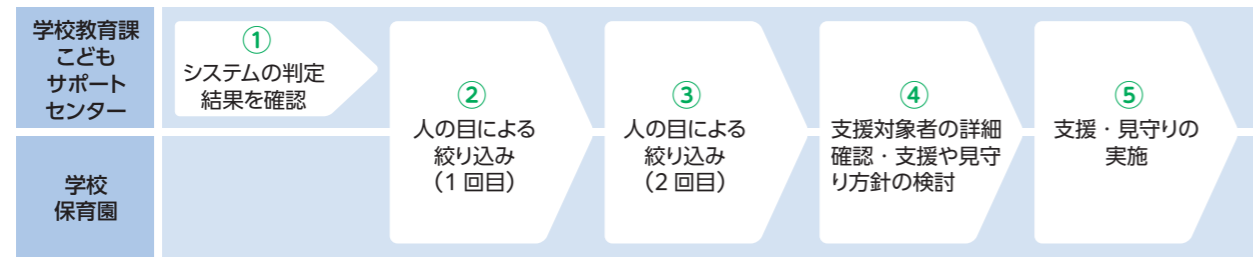 学校教育課
こども
サポート
センター
①
システムの判定
結果を確認
②
人の目による
絞り込み
（1 回目）
③
人の目による
絞り込み
（2 回目）
④
支援対象者の詳細
確認・支援や見守
り方針の検討
⑤
支援・見守りの
実施
学校
保育園